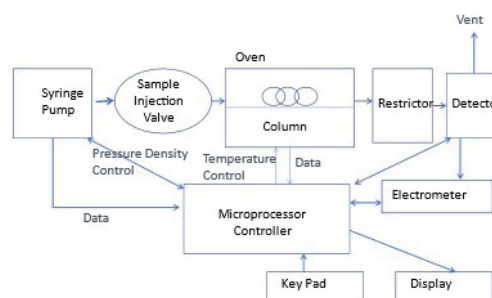 Vent
Oven
Syringe
Pump
Sample
Injection
Valve
Column
Restrictor
Detecto
Pressure Density
Control
Temperature
Control
Data
Data
Microprocessor
Controller
Electrometer
Key Pad
Display